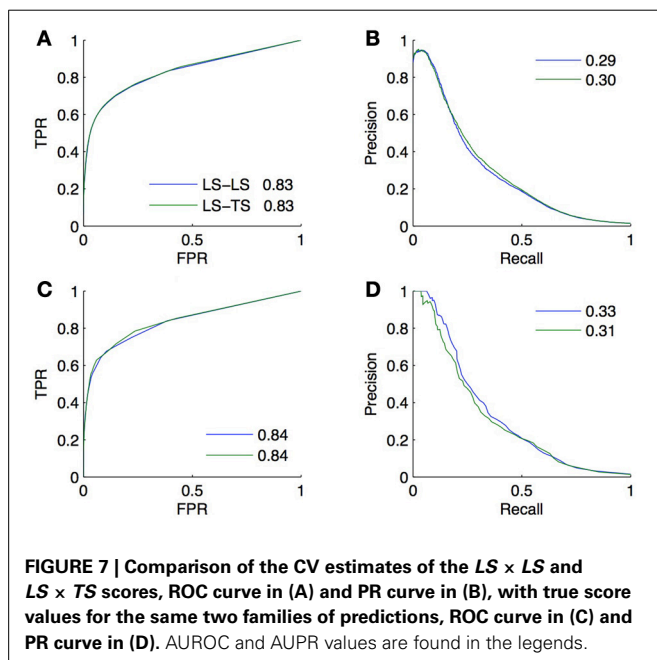 A
TPR
1
0.8
0.6
0.4
0.2
0
0
0.5
1
FPR
LS−LS 0.83
LS−TS 0.83
B
Precision
1
0.8
0.6
0.4
0.2
0
0
0.5
1
Recall
0.29
0.30
C
TPR
1
0.8
0.6
0.4
0.2
0
0
0.5
1
FPR
0.84
0.84
D
Precision
1
0.8
0.6
0.4
0.2
0
0
0.5
1
Recall
0.33
0.31
FIGURE 7 | Comparison of the CV estimates of the LS × LS and
LS × TS scores, ROC curve in (A) and PR curve in (B), with true score
values for the same two families of predictions, ROC curve in (C) and
PR curve in (D). AUROC and AUPR values are found in the legends.